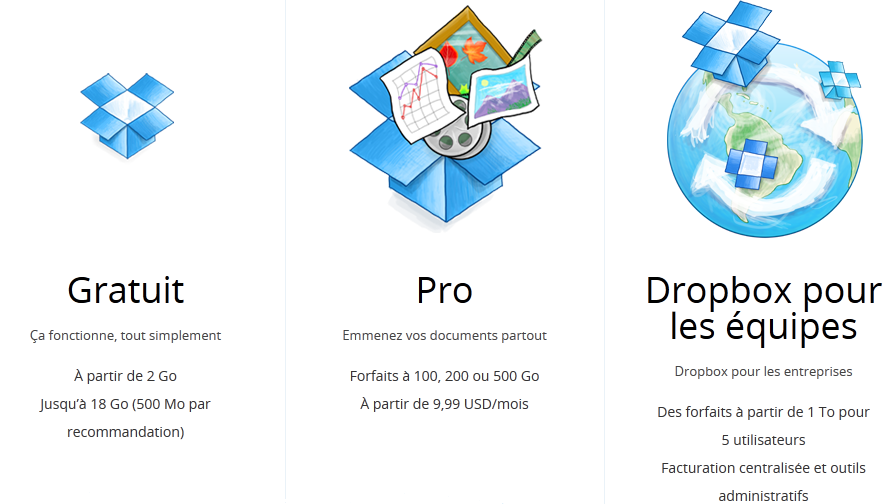 Gratuit
Ça fonctionne, tout simplement
À partir de 2 Go
Jusqu'à 18 Go (500 Mo par
recommandation)
Pro
Emmenez vos documents partout
Forfaits à 100, 200 ou 500 Go
À partir de 9,99 USD/mois
Dropbox pour
les équipes
Dropbox pour les entreprises
Des forfaits à partir de 1 To pour
5 utilisateurs
Facturation centralisée et outils
administratifs